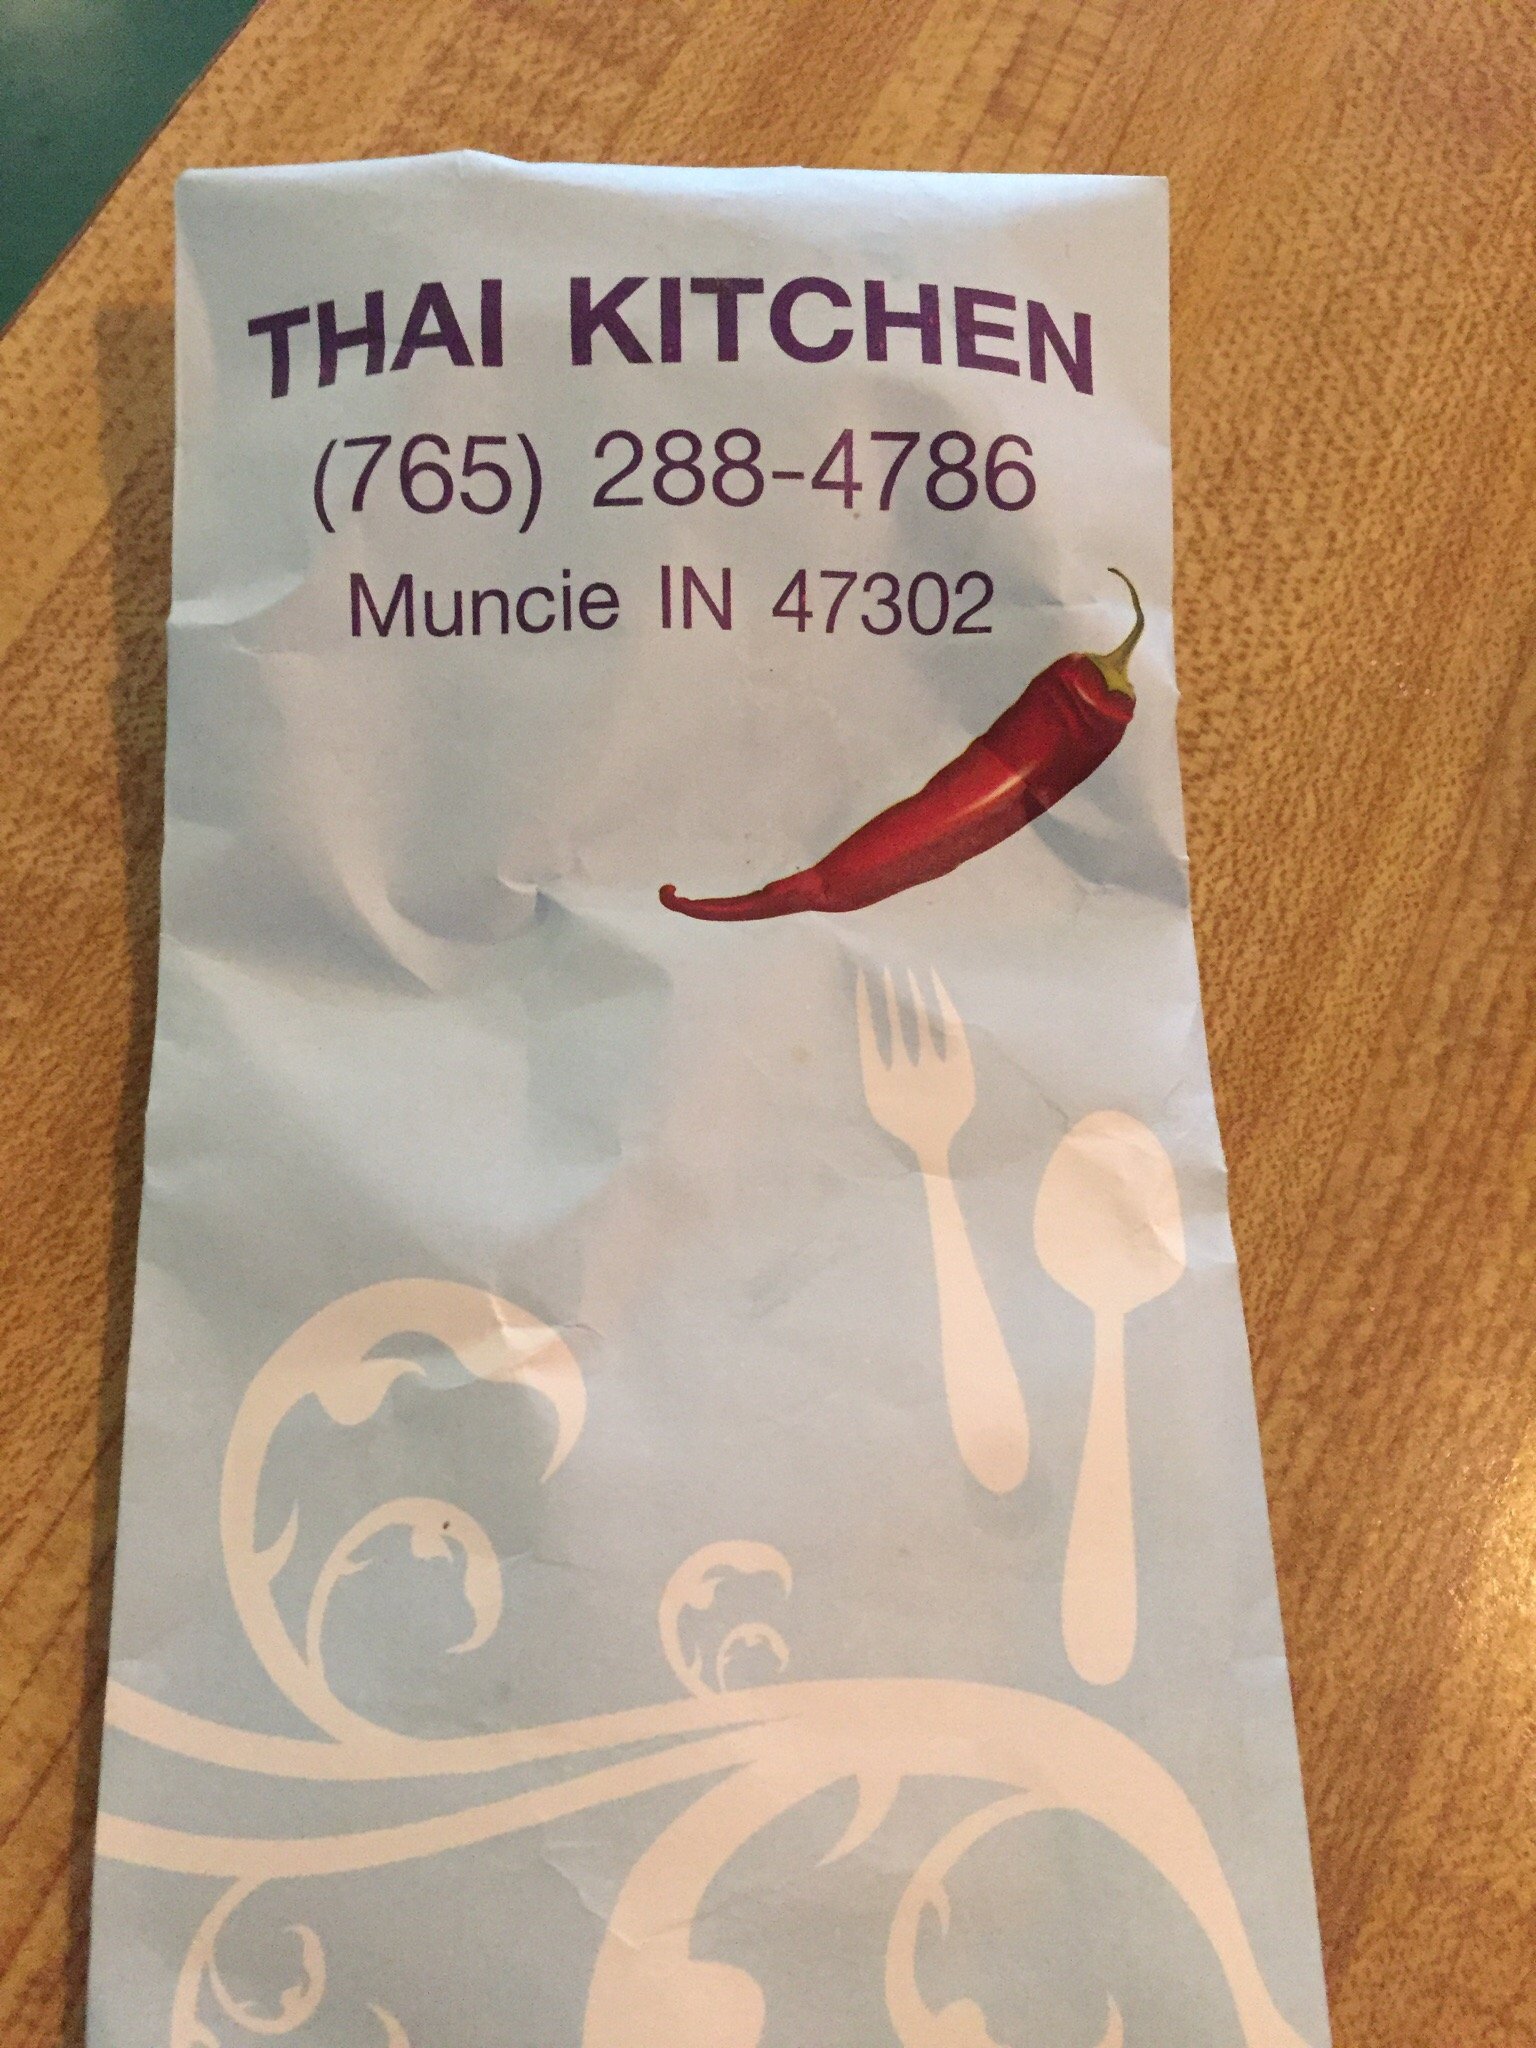 THAI KITCHEN
(765) 288-4786
Muncie IN 47302